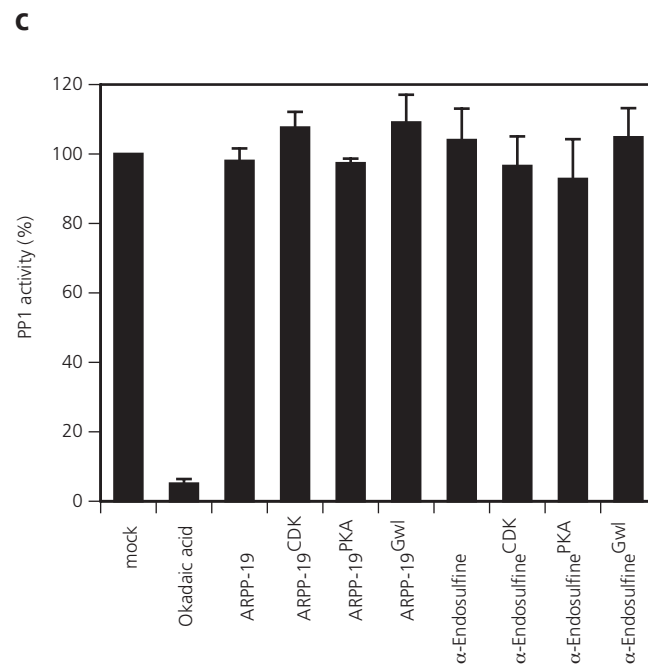 c
120
100
80
60
40
20
0
PP1 activity (%)
mock
Okadaic acid
ARPP-19
ARPP-19CDK
ARPP-19PKA
ARPP-19Gwl
α-Endosulfine
α-EndosulfineCDK
α-EndosulfinePKA
α-EndosulfineGwl